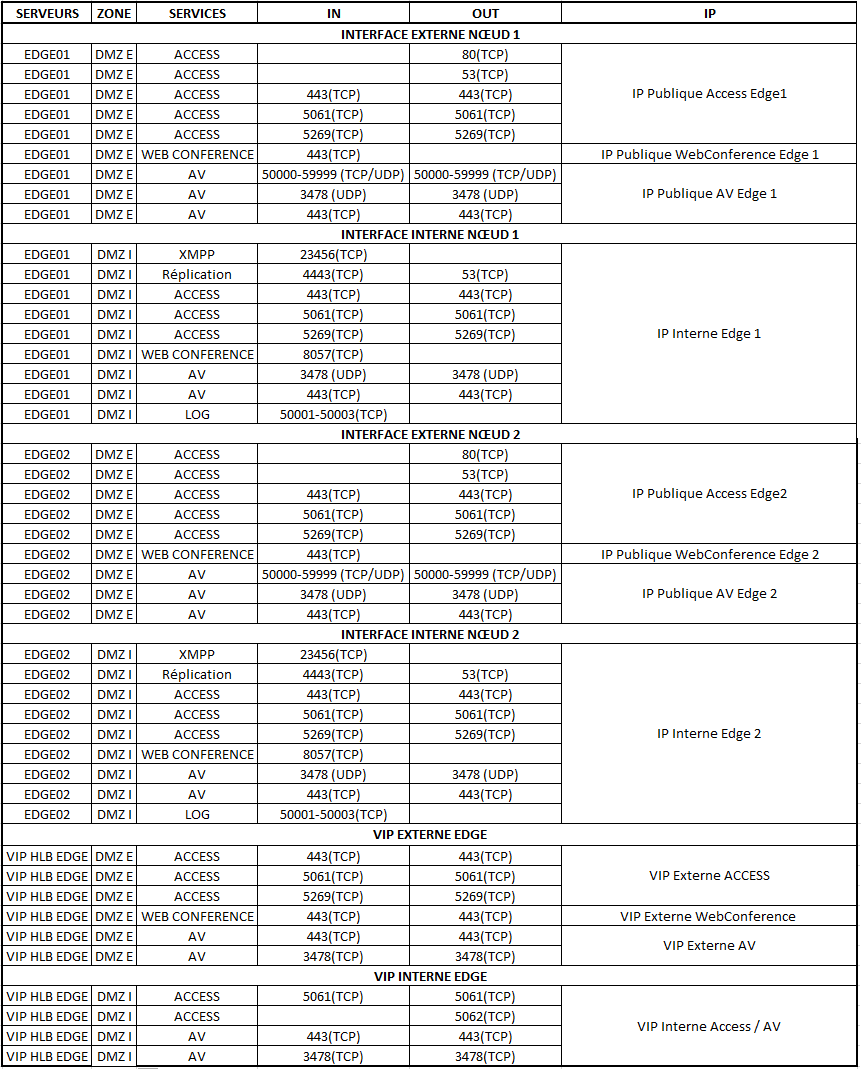 SERVEURS ZONE SERVICES IN OUT IP
INTERFACE EXTERNE NŒUD 1
EDGE01 DMZ E ACCESS 80(TCP)
EDGE01 DMZ E ACCESS 53(TCP)
EDGE01 DMZ E ACCESS 443(TCP) 443(TCP) IP Publique Access Edge1
EDGE01 DMZ E ACCESS 5061(TCP) 5061(TCP)
EDGE01 DMZ E ACCESS 5269(TCP) 5269(TCP)
EDGE01 DMZ E WEB CONFERENCE 443(TCP) IP Publique WebConference Edge 1
EDGE01 DMZ E AV 50000-59999 (TCP/UDP) 50000-59999 (TCP/UDP)
EDGE01 DMZ E AV 3478 (UDP) 3478 (UDP) IP Publique AV Edge 1
EDGE01 DMZ E AV 443(TCP) 443(TCP)
INTERFACE INTERNE NŒUD 1
EDGE01 DMZ I XMPP 23456(TCP)
EDGE01 DMZ I Réplication 4443(TCP) 53(TCP)
EDGE01 DMZ I ACCESS 443(TCP) 443(TCP)
EDGE01 DMZ I ACCESS 5061(TCP) 5061(TCP)
EDGE01 DMZ I ACCESS 5269(TCP) 5269(TCP) IP Interne Edge 1
EDGE01 DMZ I WEB CONFERENCE 8057(TCP)
EDGE01 DMZ I AV 3478 (UDP) 3478 (UDP)
EDGE01 DMZ I AV 443(TCP) 443(TCP)
EDGE01 DMZ I LOG 50001-50003(TCP)
INTERFACE EXTERNE NŒUD 2
EDGE02 DMZ E ACCESS 80(TCP)
EDGE02 DMZ E ACCESS 53(TCP)
EDGE02 DMZ E ACCESS 443(TCP) 443(TCP) IP Publique Access Edge2
EDGE02 DMZ E ACCESS 5061(TCP) 5061(TCP)
EDGE02 DMZ E ACCESS 5269(TCP) 5269(TCP)
EDGE02 DMZ E WEB CONFERENCE 443(TCP) IP Publique WebConference Edge 2
EDGE02 DMZ E AV 50000-59999 (TCP/UDP) 50000-59999 (TCP/UDP)
EDGE02 DMZ E AV 3478 (UDP) 3478 (UDP) IP Publique AV Edge 2
EDGE02 DMZ E AV 443(TCP) 443(TCP)
INTERFACE INTERNE NŒUD 2
EDGE02 DMZ I XMPP 23456(TCP)
EDGE02 DMZ I Réplication 4443(TCP) 53(TCP)
EDGE02 DMZ I ACCESS 443(TCP) 443(TCP)
EDGE02 DMZ I ACCESS 5061(TCP) 5061(TCP)
EDGE02 DMZ I ACCESS 5269(TCP) 5269(TCP) IP Interne Edge 2
EDGE02 DMZ I WEB CONFERENCE 8057(TCP)
EDGE02 DMZ I AV 3478 (UDP) 3478 (UDP)
EDGE02 DMZ I AV 443(TCP) 443(TCP)
EDGE02 DMZ I LOG 50001-50003(TCP)
VIP EXTERNE EDGE
VIP HLB EDGE DMZ E ACCESS 443(TCP) 443(TCP)
VIP HLB EDGE DMZ E ACCESS 5061(TCP) 5061(TCP) VIP Externe ACCESS
VIP HLB EDGE DMZ E ACCESS 5269(TCP) 5269(TCP)
VIP HLB EDGE DMZ E WEB CONFERENCE 443(TCP) 443(TCP) VIP Externe WebConference
VIP HLB EDGE DMZ E AV 443(TCP) 443(TCP) VIP Externe AV
VIP HLB EDGE DMZ E AV 3478(TCP) 3478(TCP)
VIP INTERNE EDGE
VIP HLB EDGE DMZ I ACCESS 5061(TCP) 5061(TCP)
VIP HLB EDGE DMZ I ACCESS 5062(TCP) VIP Interne Access / AV
VIP HLB EDGE DMZ I AV 443(TCP) 443(TCP)
VIP HLB EDGE DMZ I AV 3478(TCP) 3478(TCP)